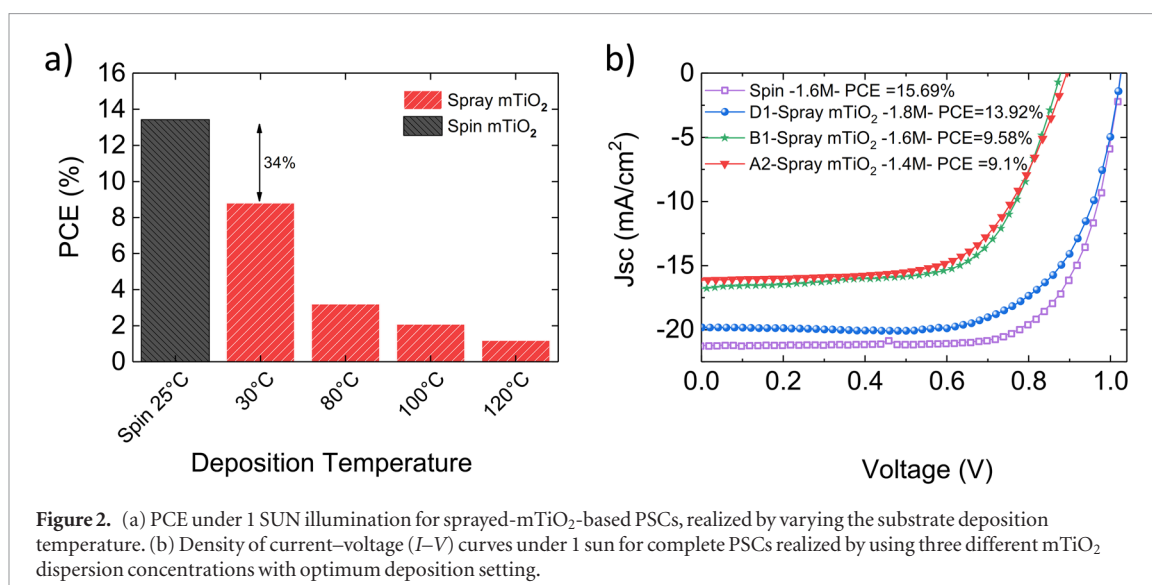 a)
16
14
12
10
8
6
4
2
0
PCE (%)
Spray mTiO₂
Spin mTiO₂
34%
Spin 25°C
30°C
80°C
100°C
120°C
Deposition Temperature
b)
0
-5
-10
-15
-20
Jsc (mA/cm²)
Spin -1.6M- PCE =15.69%
D1-Spray mTiO₂ -1.8M- PCE=13.92%
B1-Spray mTiO₂ -1.6M- PCE=9.58%
A2-Spray mTiO₂ -1.4M- PCE =9.1%
0.0
0.2
0.4
0.6
0.8
1.0
Voltage (V)
Figure 2. (a) PCE under 1 SUN illumination for sprayed-mTiO₂-based PSCs, realized by varying the substrate deposition
temperature. (b) Density of current–voltage (I–V) curves under 1 sun for complete PSCs realized by using three different mTiO₂
dispersion concentrations with optimum deposition setting.